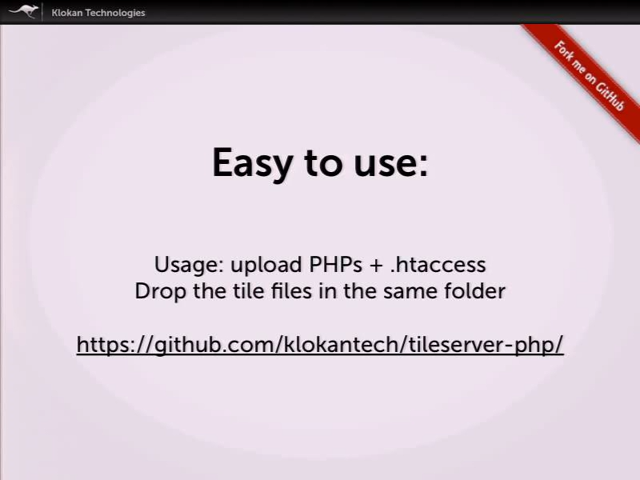 Klokan Technologies
Fork me on GitHub
Easy to use:
Usage: upload PHPs + .htaccess
Drop the tile files in the same folder
https://github.com/klokantech/tileserver-php/